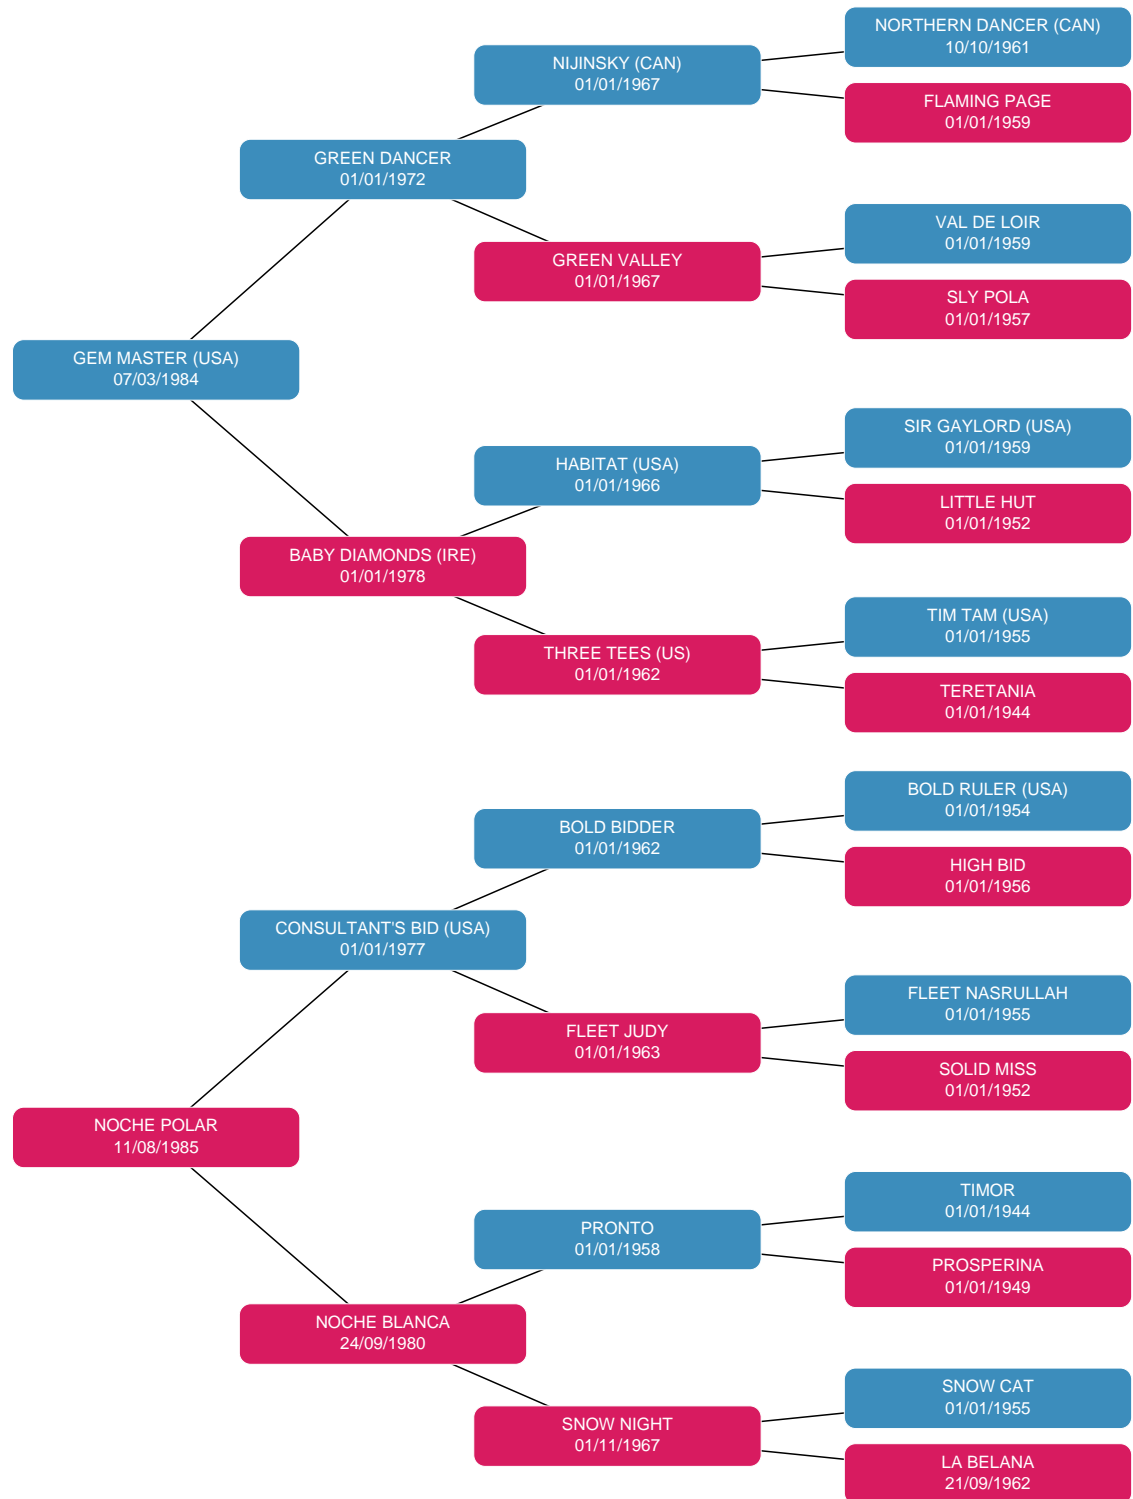 NORTHERN DANCER (CAN)
10/10/1961
NIJINSKY (CAN)
01/01/1967
FLAMING PAGE
01/01/1959
GREEN DANCER
01/01/1972
VAL DE LOIR
01/01/1959
GREEN VALLEY
01/01/1967
SLY POLA
01/01/1957
GEM MASTER (USA)
07/03/1984
SIR GAYLORD (USA)
01/01/1959
HABITAT (USA)
01/01/1966
LITTLE HUT
01/01/1952
BABY DIAMONDS (IRE)
01/01/1978
TIM TAM (USA)
01/01/1955
THREE TEES (US)
01/01/1962
TERETANIA
01/01/1944
BOLD RULER (USA)
01/01/1954
BOLD BIDDER
01/01/1962
HIGH BID
01/01/1956
CONSULTANT'S BID (USA)
01/01/1977
FLEET NASRULLAH
01/01/1955
FLEET JUDY
01/01/1963
SOLID MISS
01/01/1952
NOCHE POLAR
11/08/1985
TIMOR
01/01/1944
PRONTO
01/01/1958
PROSPERINA
01/01/1949
NOCHE BLANCA
24/09/1980
SNOW CAT
01/01/1955
SNOW NIGHT
01/11/1967
LA BELANA
21/09/1962